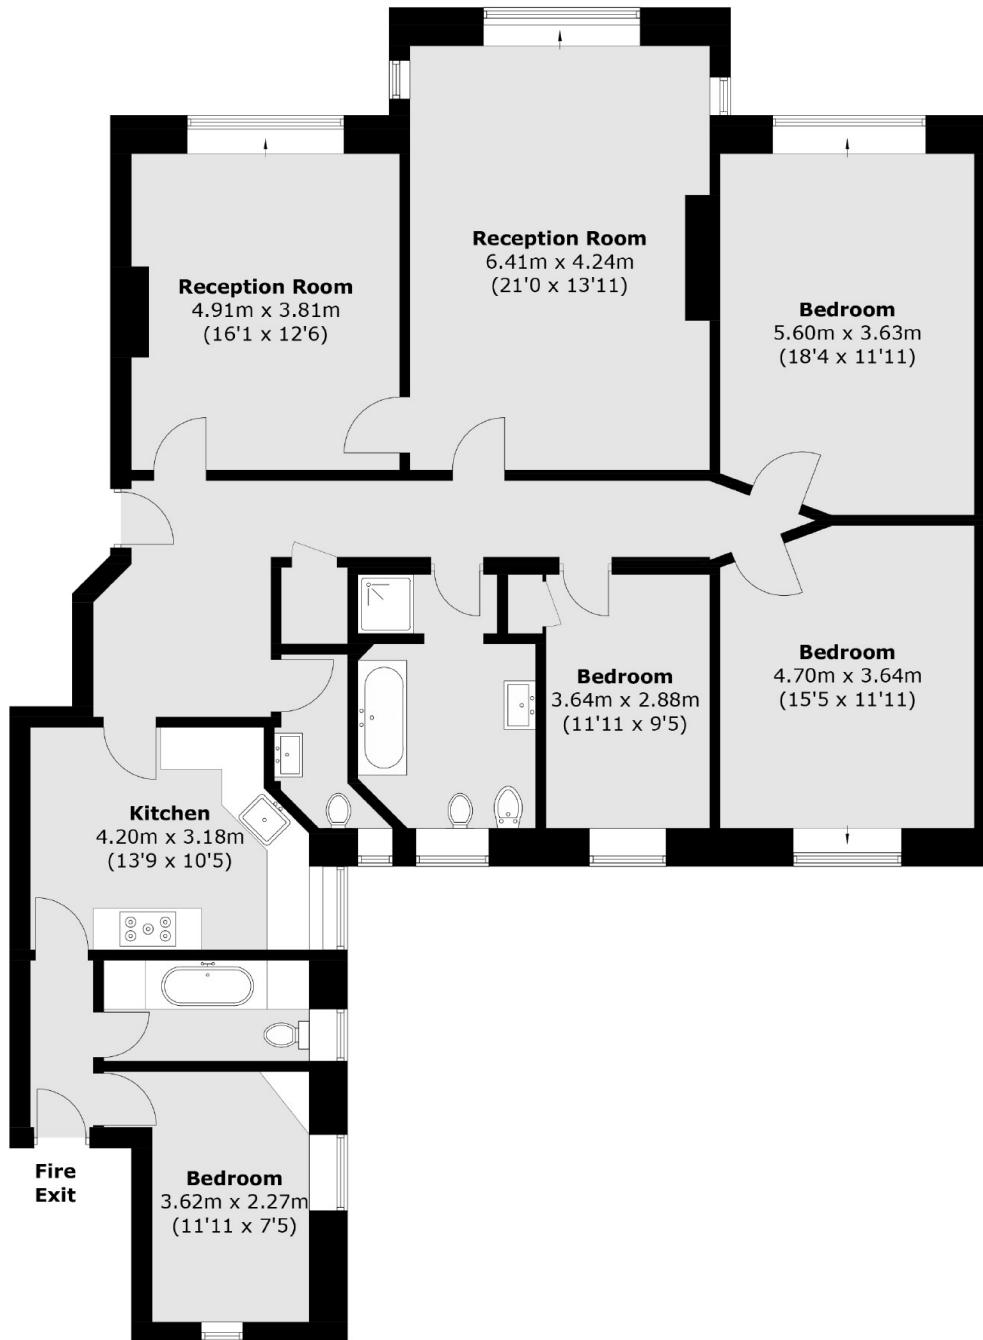 Reception Room
6.41m x 4.24m
(21'0 x 13'11)
Reception Room
4.91m x 3.81m
(16'1 x 12'6)
Bedroom
5.60m x 3.63m
(18'4 x 11'11)
Bedroom
4.70m x 3.64m
(15'5 x 11'11)
Bedroom
3.64m x 2.88m
(11'11 x 9'5)
Kitchen
4.20m x 3.18m
(13'9 x 10'5)
Fire
Exit
Bedroom
3.62m x 2.27m
(11'11 x 7'5)